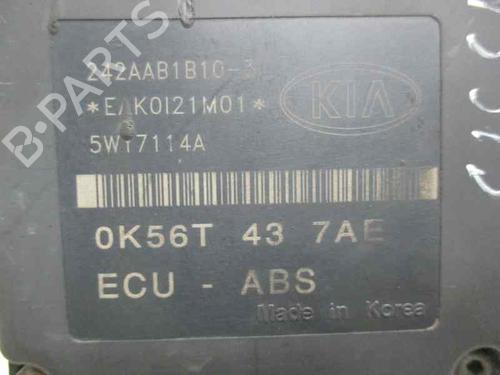 B-PARTS
242AAB1B10-3
*EAK0I21M01*
KIA
5WY7114A
0K56T 43 7AE
ECU - ABS
Made in Korea